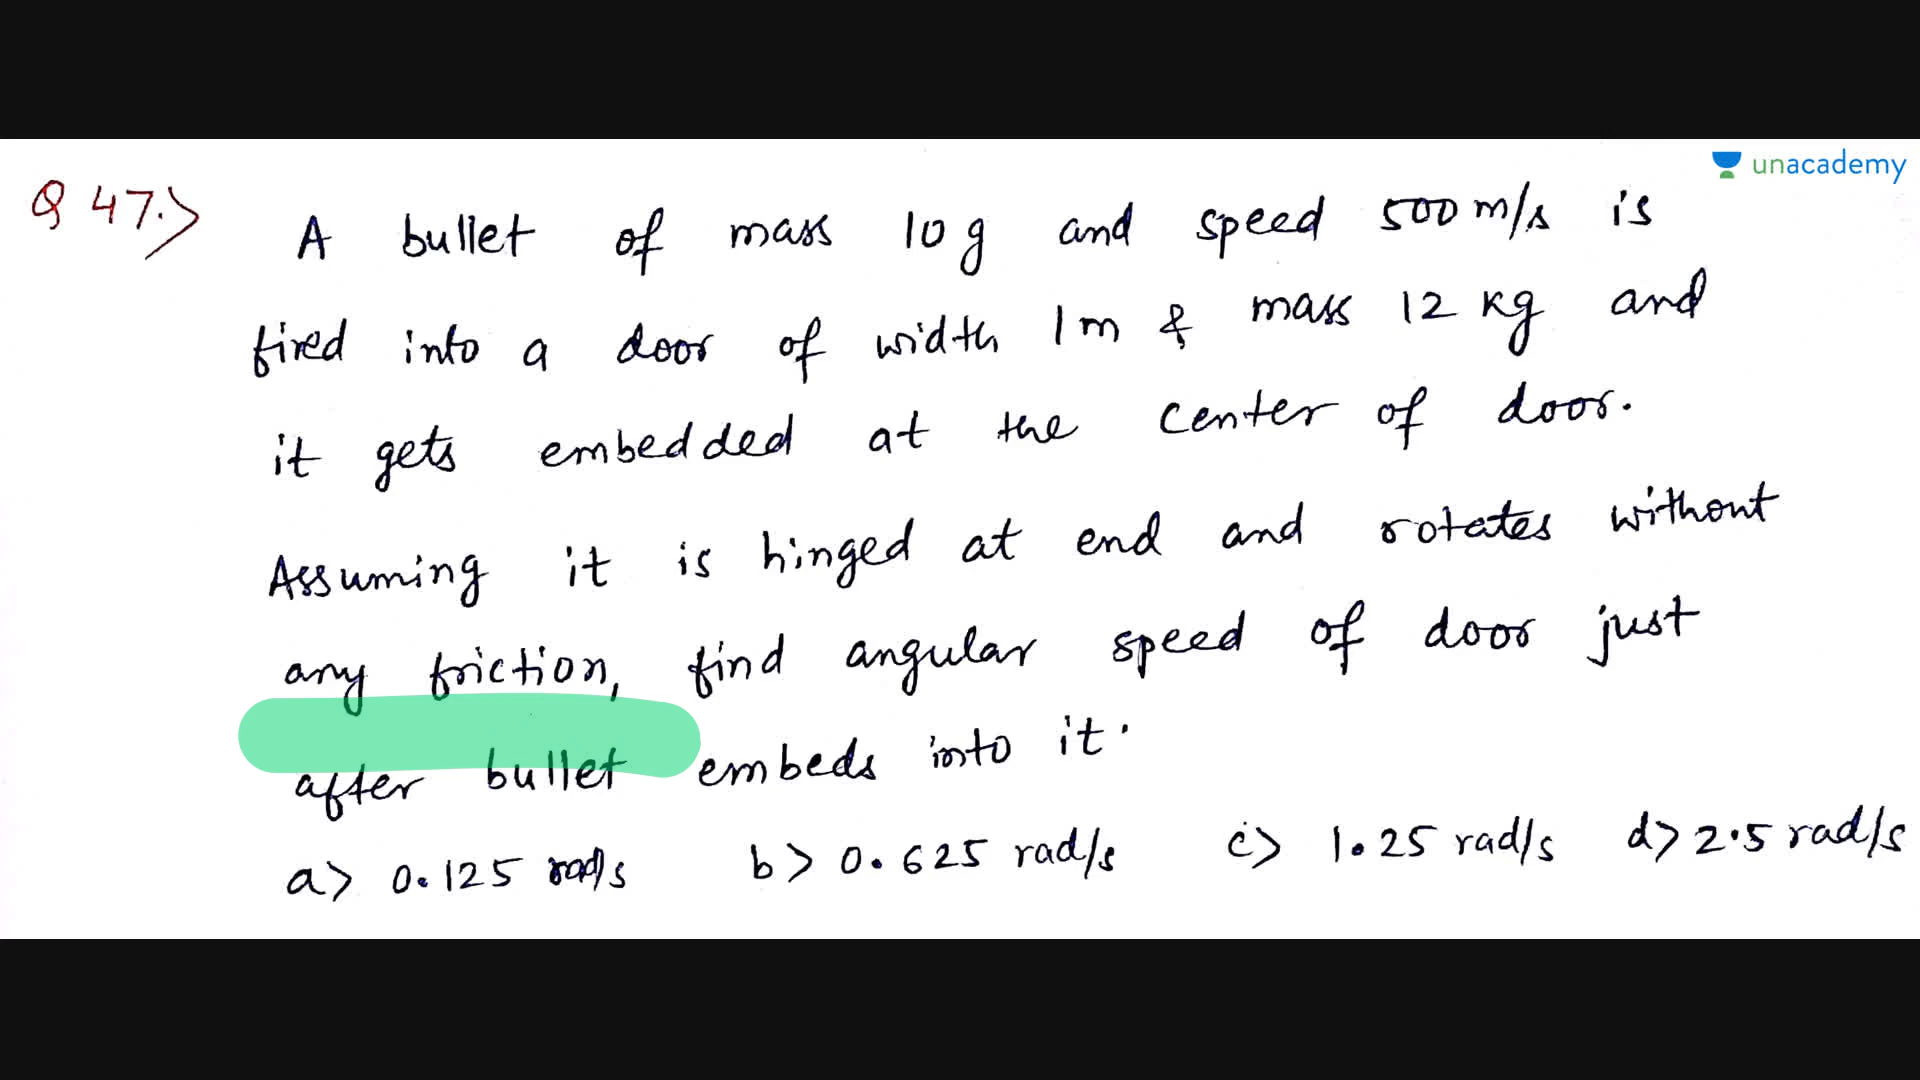 unacademy
Q 47.>
A bullet of mass 10 g and speed 500 m/s is
fired into a door of width 1m & mass 12 kg and
it gets embedded at the center of door.
Assuming it is hinged at end and rotates without
any friction, find angular speed of door just
after bullet embeds into it.
a> 0.125 rad/s b> 0.625 rad/s c> 1.25 rad/s d> 2.5 rad/s